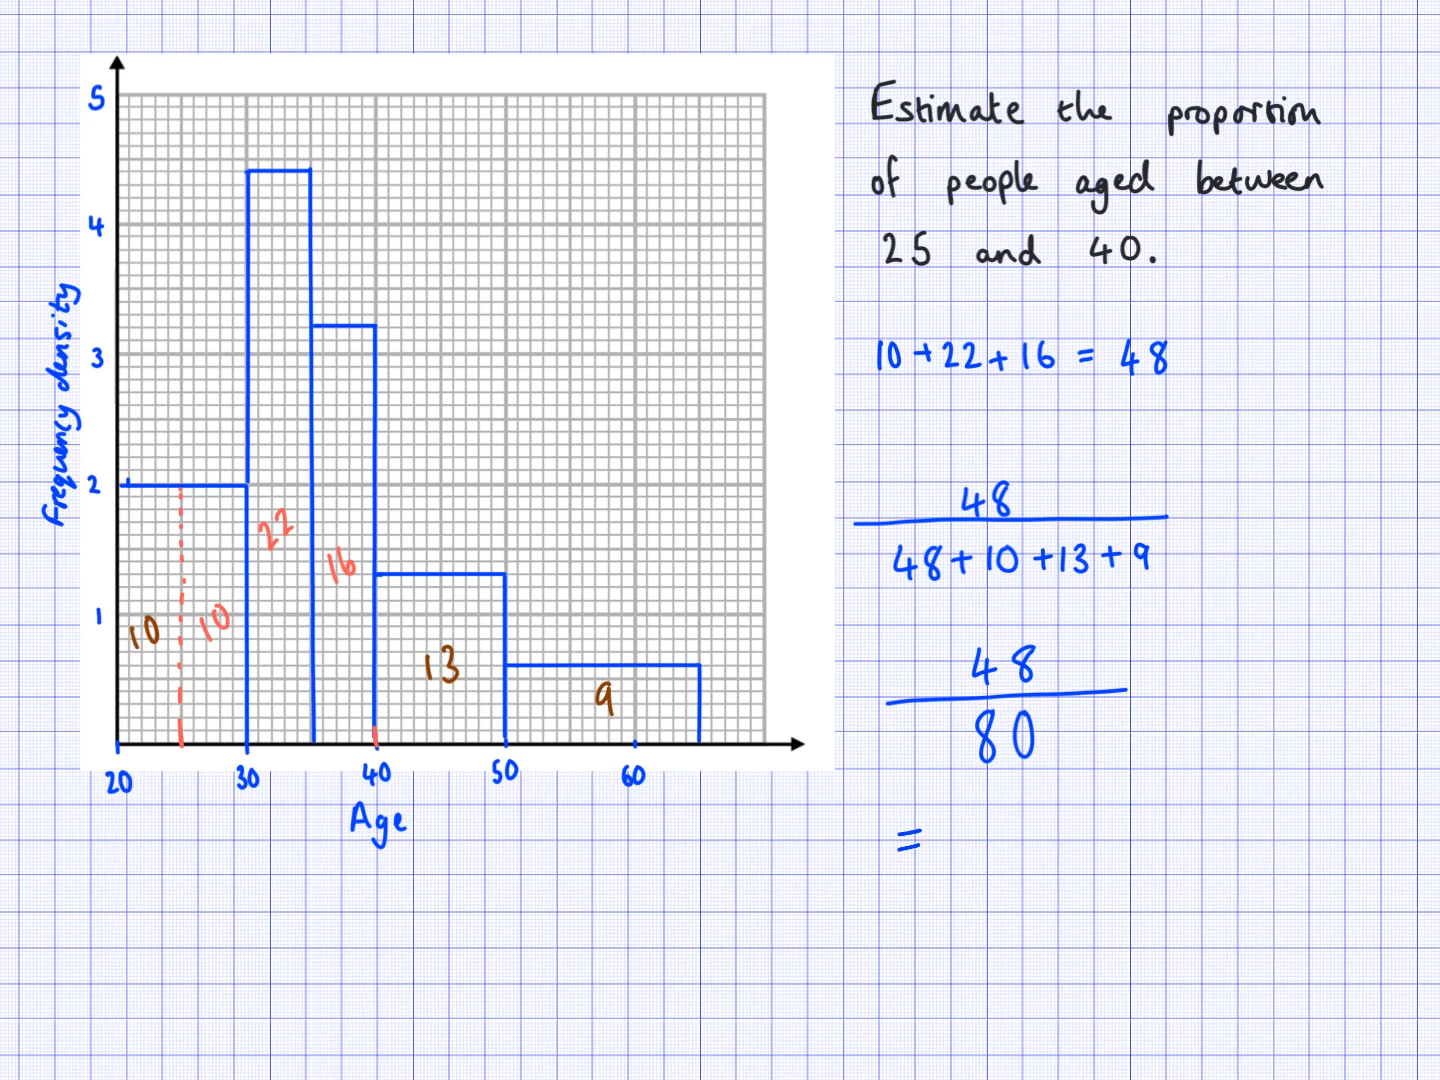 5
4
3
2
1
Frequency density
22
16
10
10
13
9
20 30 40 50 60
Age
Estimate the proportion
of people aged between
25 and 40.
10 + 22 + 16 = 48
48
48 + 10 + 13 + 9
48
80
=